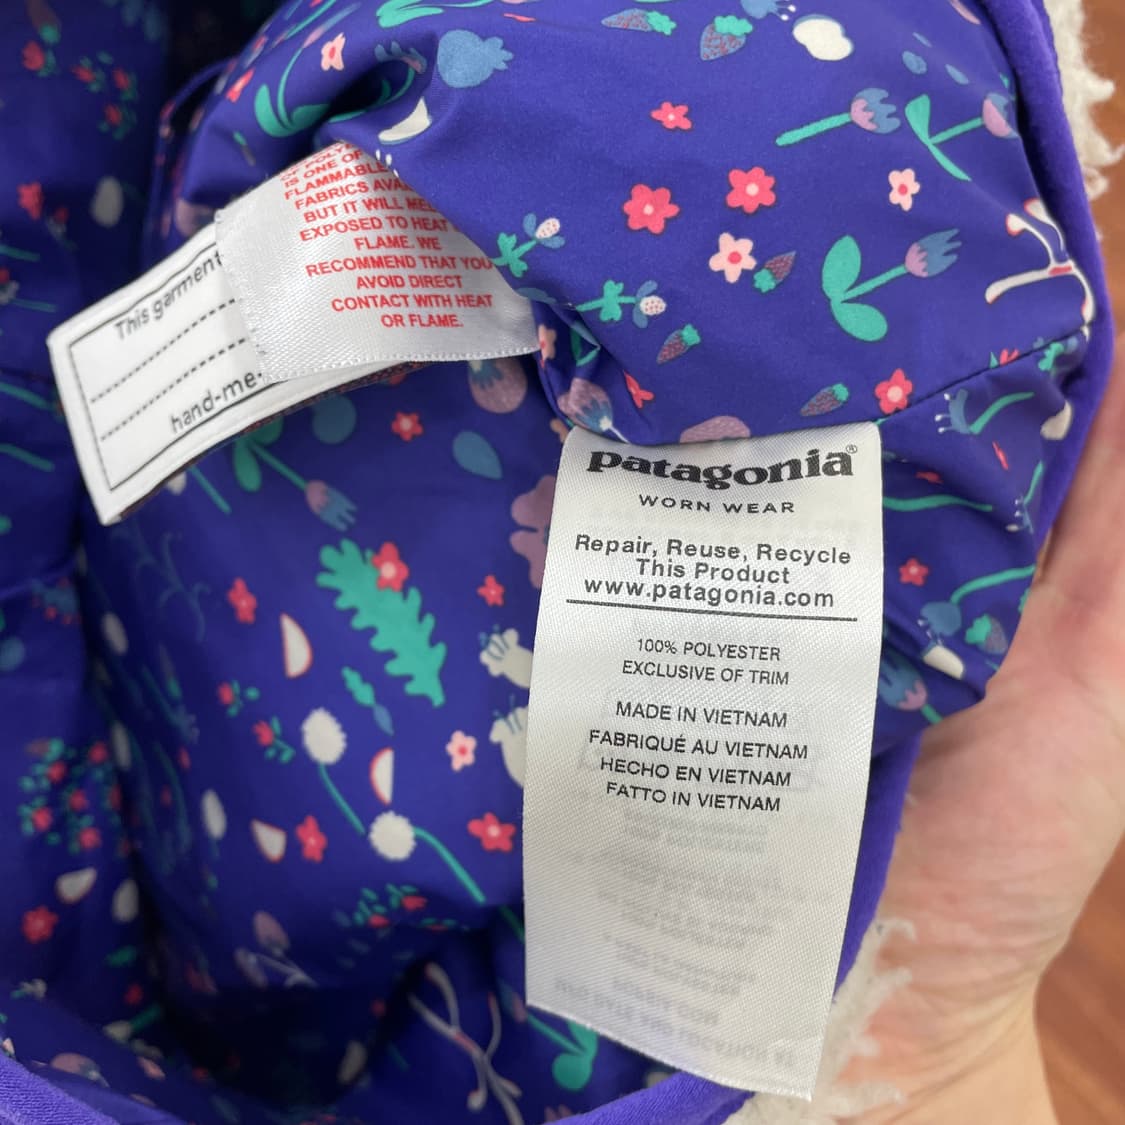 IS ONE OF
FLAMMABLE
FABRICS
BUT IT WILL
EXPOSED TO HEAT
FLAME. WE
RECOMMEND THAT YOU
AVOID DIRECT
CONTACT WITH HEAT
OR FLAME.
This garment
hand-me-
patagonia®
WORN WEAR
Repair, Reuse, Recycle
This Product
www.patagonia.com
100% POLYESTER
EXCLUSIVE OF TRIM
MADE IN VIETNAM
FABRIQUÉ AU VIETNAM
HECHO EN VIETNAM
FATTO IN VIETNAM